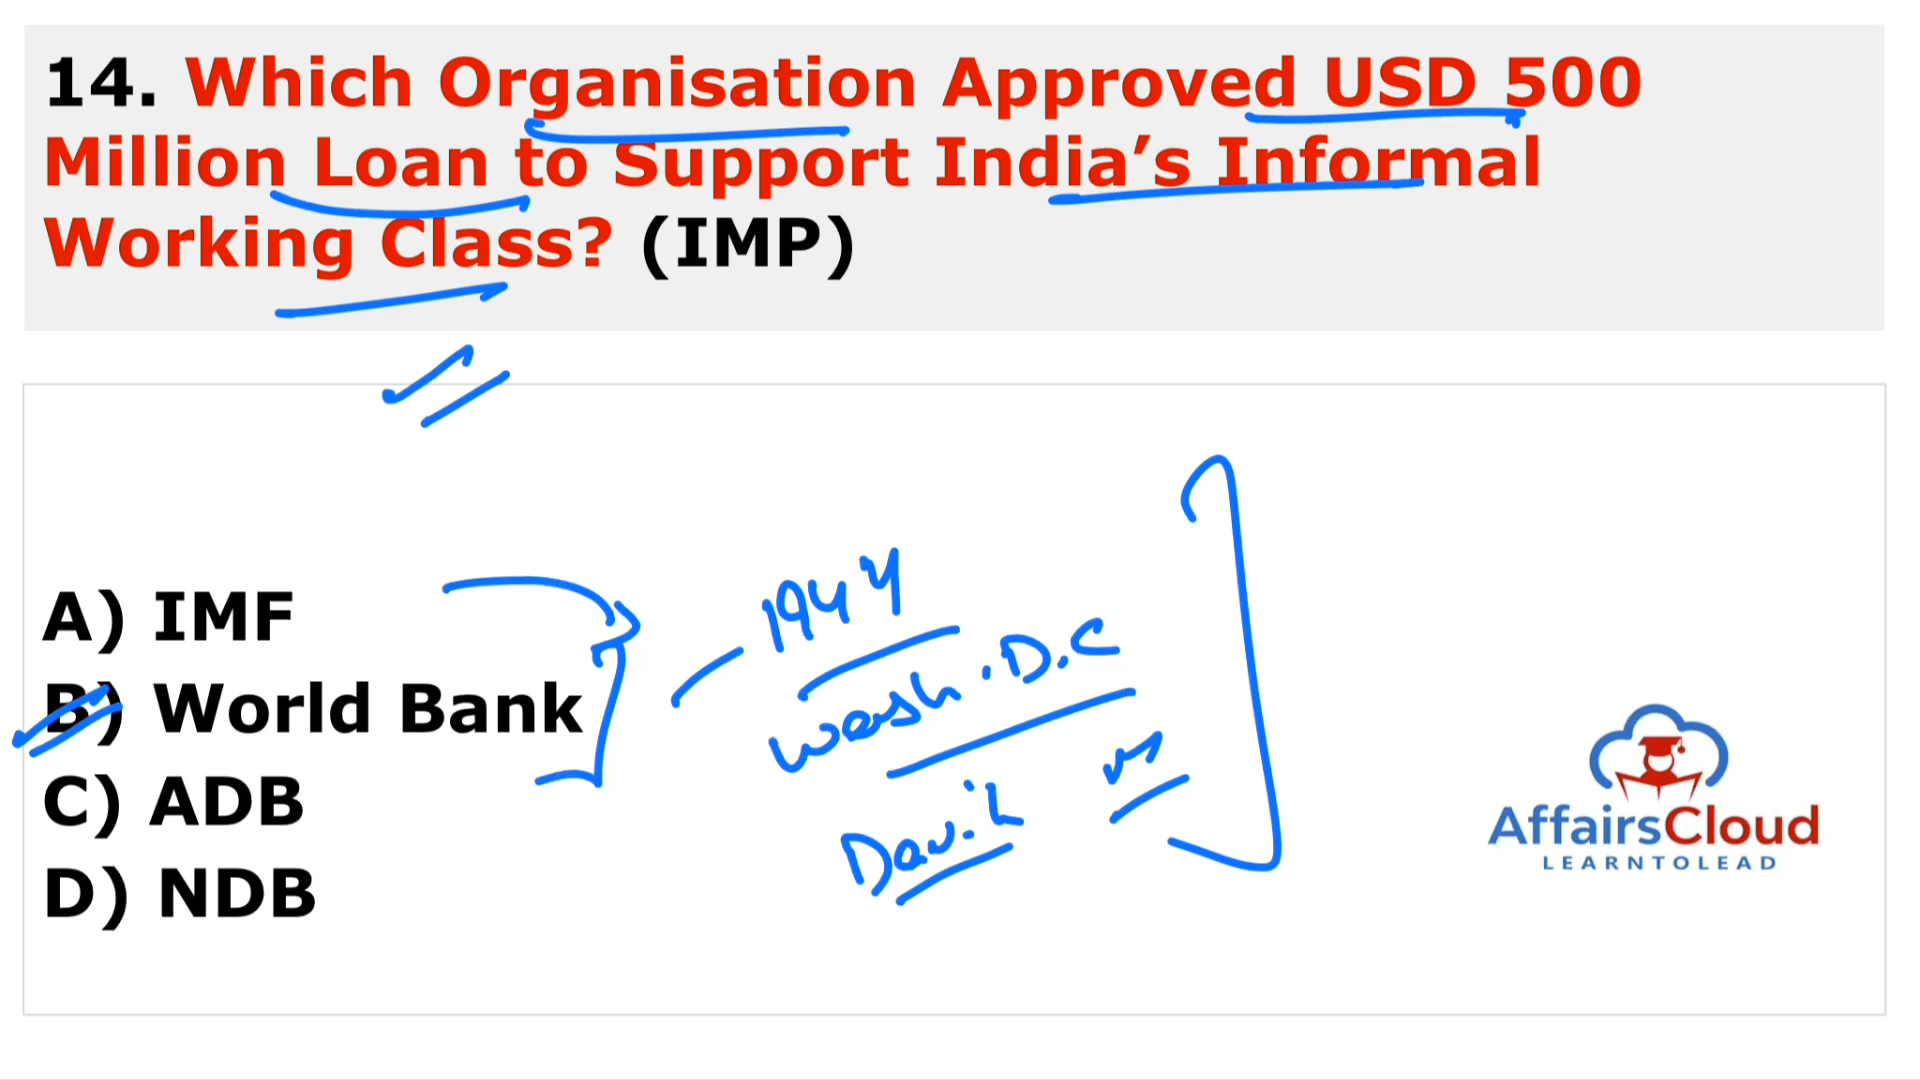 14. Which Organisation Approved USD 500
Million Loan to Support India’s Informal
Working Class? (IMP)
A) IMF
B) World Bank
C) ADB
D) NDB
1944
Wash. D.C
AffairsCloud
LEARNTOLEAD